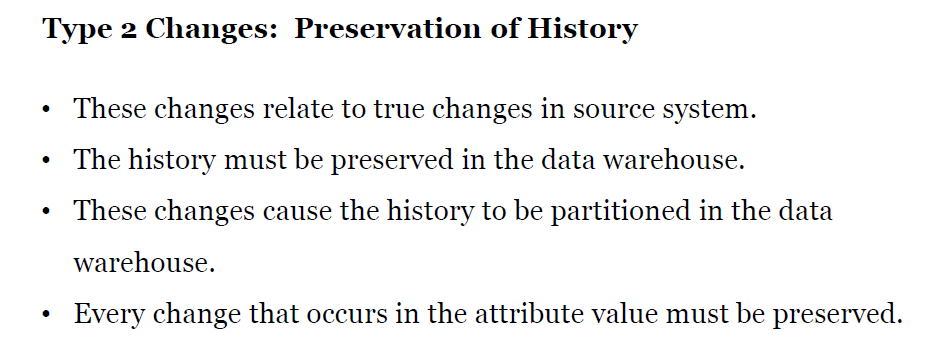 Type 2 Changes:  Preservation of History
• These changes relate to true changes in source system.
• The history must be preserved in the data warehouse.
• These changes cause the history to be partitioned in the data
warehouse.
• Every change that occurs in the attribute value must be preserved.